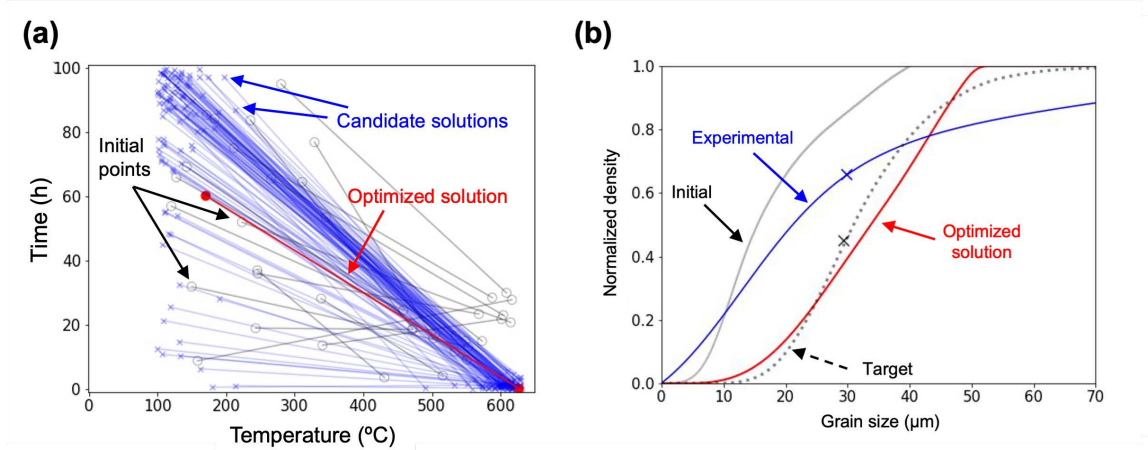 (a)
100
80
60
40
20
0
0
100
200
300
400
500
600
Time (h)
Temperature (ºC)
Candidate solutions
Initial
points
Optimized solution
(b)
1.0
0.8
0.6
0.4
0.2
0.0
0
10
20
30
40
50
60
70
Normalized density
Grain size (μm)
Experimental
Initial
Optimized
solution
Target